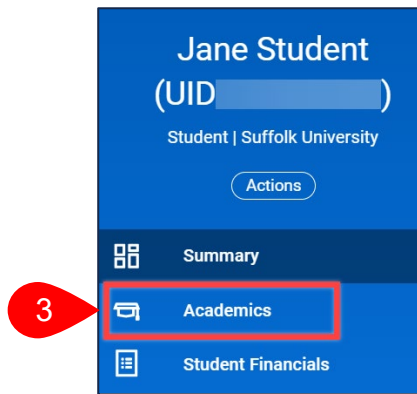 Jane Student
(UID )
Student | Suffolk University
Actions
Summary
3 Academics
Student Financials